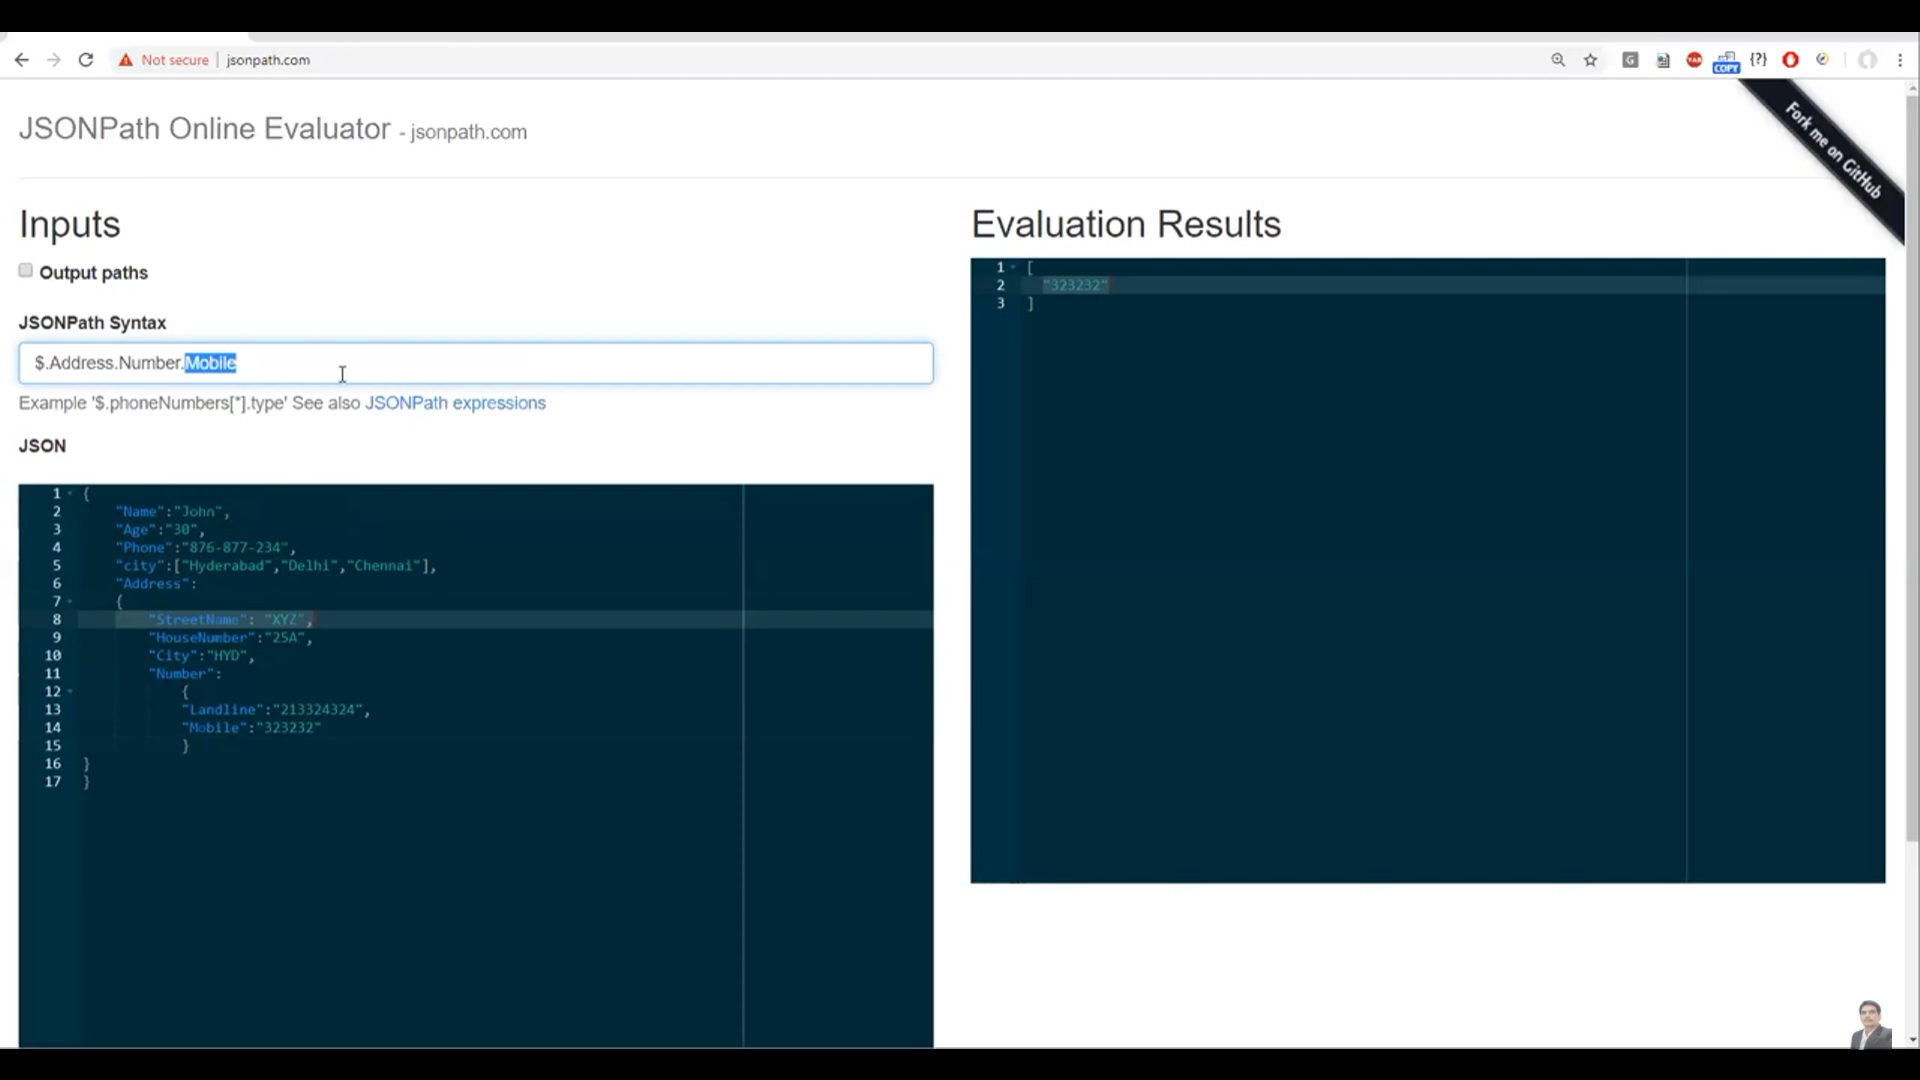 Not secure | jsonpath.com
G
YAB
COPY
{?}
Fork me on GitHub
JSONPath Online Evaluator - jsonpath.com
Inputs
Output paths
JSONPath Syntax
$.Address.Number.Mobile
Example '$.phoneNumbers[*].type' See also JSONPath expressions
JSON
1 {
2 "Name":"John",
3 "Age":"30",
4 "Phone":"876-877-234",
5 "city":["Hyderabad","Delhi","Chennai"],
6 "Address":
7 {
8 "StreetName": "XYZ",
9 "HouseNumber":"25A",
10 "City":"HYD",
11 "Number":
12 {
13 "Landline":"213324324",
14 "Mobile":"323232"
15 }
16 }
17 }
Evaluation Results
1 [
2 "323232"
3 ]